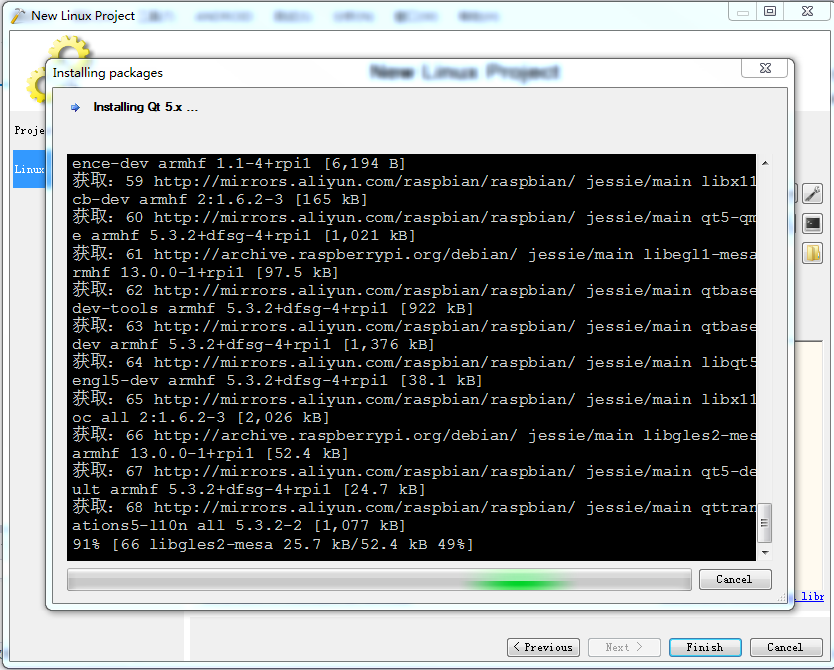 New Linux Project
New Linux Project
Installing packages
Installing Qt 5.x ...
Proje
Linux
ence-dev armhf 1.1-4+rpi1 [6,194 B]
获取: 59 http://mirrors.aliyun.com/raspbian/raspbian/ jessie/main libx11
cb-dev armhf 2:1.6.2-3 [165 kB]
获取: 60 http://mirrors.aliyun.com/raspbian/raspbian/ jessie/main qt5-qm
e armhf 5.3.2+dfsg-4+rpi1 [1,021 kB]
获取: 61 http://archive.raspberrypi.org/debian/ jessie/main libegl1-mesa
rmhf 13.0.0-1+rpi1 [97.5 kB]
获取: 62 http://mirrors.aliyun.com/raspbian/raspbian/ jessie/main qtbase
dev-tools armhf 5.3.2+dfsg-4+rpi1 [922 kB]
获取: 63 http://mirrors.aliyun.com/raspbian/raspbian/ jessie/main qtbase
dev armhf 5.3.2+dfsg-4+rpi1 [1,376 kB]
获取: 64 http://mirrors.aliyun.com/raspbian/raspbian/ jessie/main libqt5
engl5-dev armhf 5.3.2+dfsg-4+rpi1 [38.1 kB]
获取: 65 http://mirrors.aliyun.com/raspbian/raspbian/ jessie/main libx11
oc all 2:1.6.2-3 [2,026 kB]
获取: 66 http://archive.raspberrypi.org/debian/ jessie/main libgles2-mes
armhf 13.0.0-1+rpi1 [52.4 kB]
获取: 67 http://mirrors.aliyun.com/raspbian/raspbian/ jessie/main qt5-de
ult armhf 5.3.2+dfsg-4+rpi1 [24.7 kB]
获取: 68 http://mirrors.aliyun.com/raspbian/raspbian/ jessie/main qttran
ations5-l10n all 5.3.2-2 [1,077 kB]
91% [66 libgles2-mesa 25.7 kB/52.4 kB 49%]
Cancel
libr
< Previous
Next >
Finish
Cancel